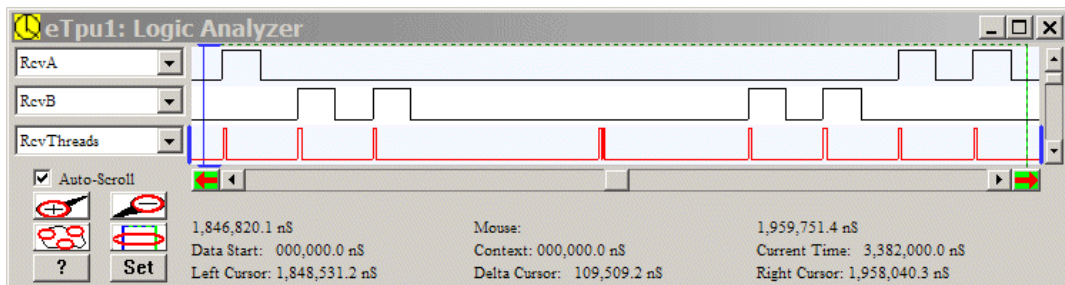 eTpu1: Logic Analyzer
RcvA
RcvB
RcvThreads
Auto-Scroll
? Set
1,846,820.1 nS Mouse: 1,959,751.4 nS
Data Start: 000,000.0 nS Context: 000,000.0 nS Current Time: 3,382,000.0 nS
Left Cursor: 1,848,531.2 nS Delta Cursor: 109,509.2 nS Right Cursor: 1,958,040.3 nS